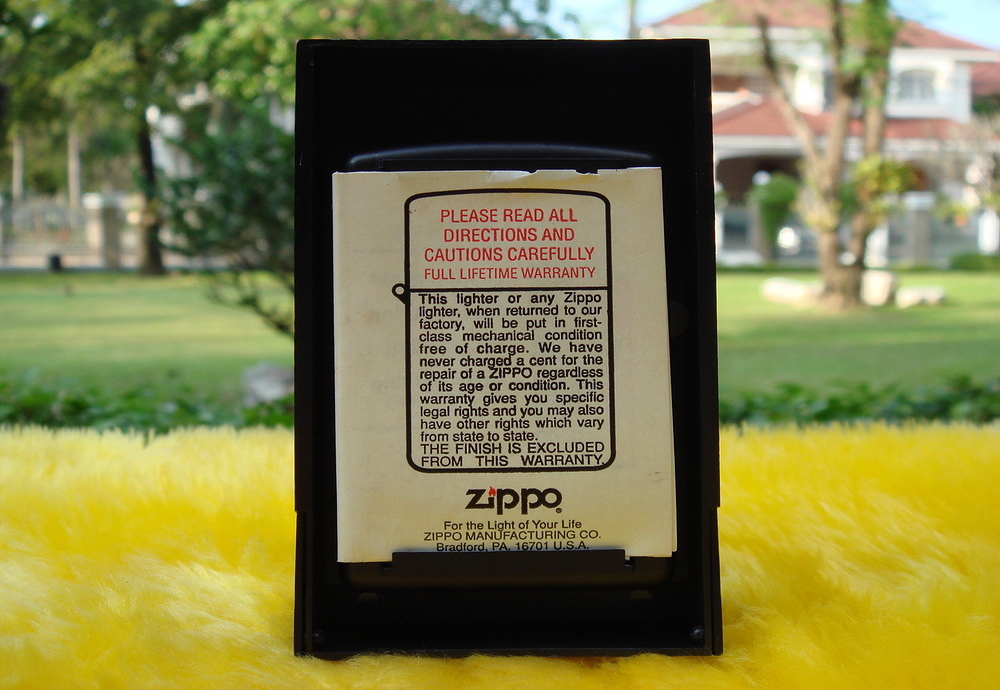 PLEASE READ ALL
DIRECTIONS AND
CAUTIONS CAREFULLY
FULL LIFETIME WARRANTY
This lighter or any Zippo
lighter, when returned to our
factory, will be put in first-
class mechanical condition
free of charge. We have
never charged a cent for the
repair of a ZIPPO regardless
of its age or condition. This
warranty gives you specific
legal rights and you may also
have other rights which vary
from state to state.
THE FINISH IS EXCLUDED
FROM THIS WARRANTY
zippo®
For the Light of Your Life
ZIPPO MANUFACTURING CO.
Bradford, PA. 16701 U.S.A.